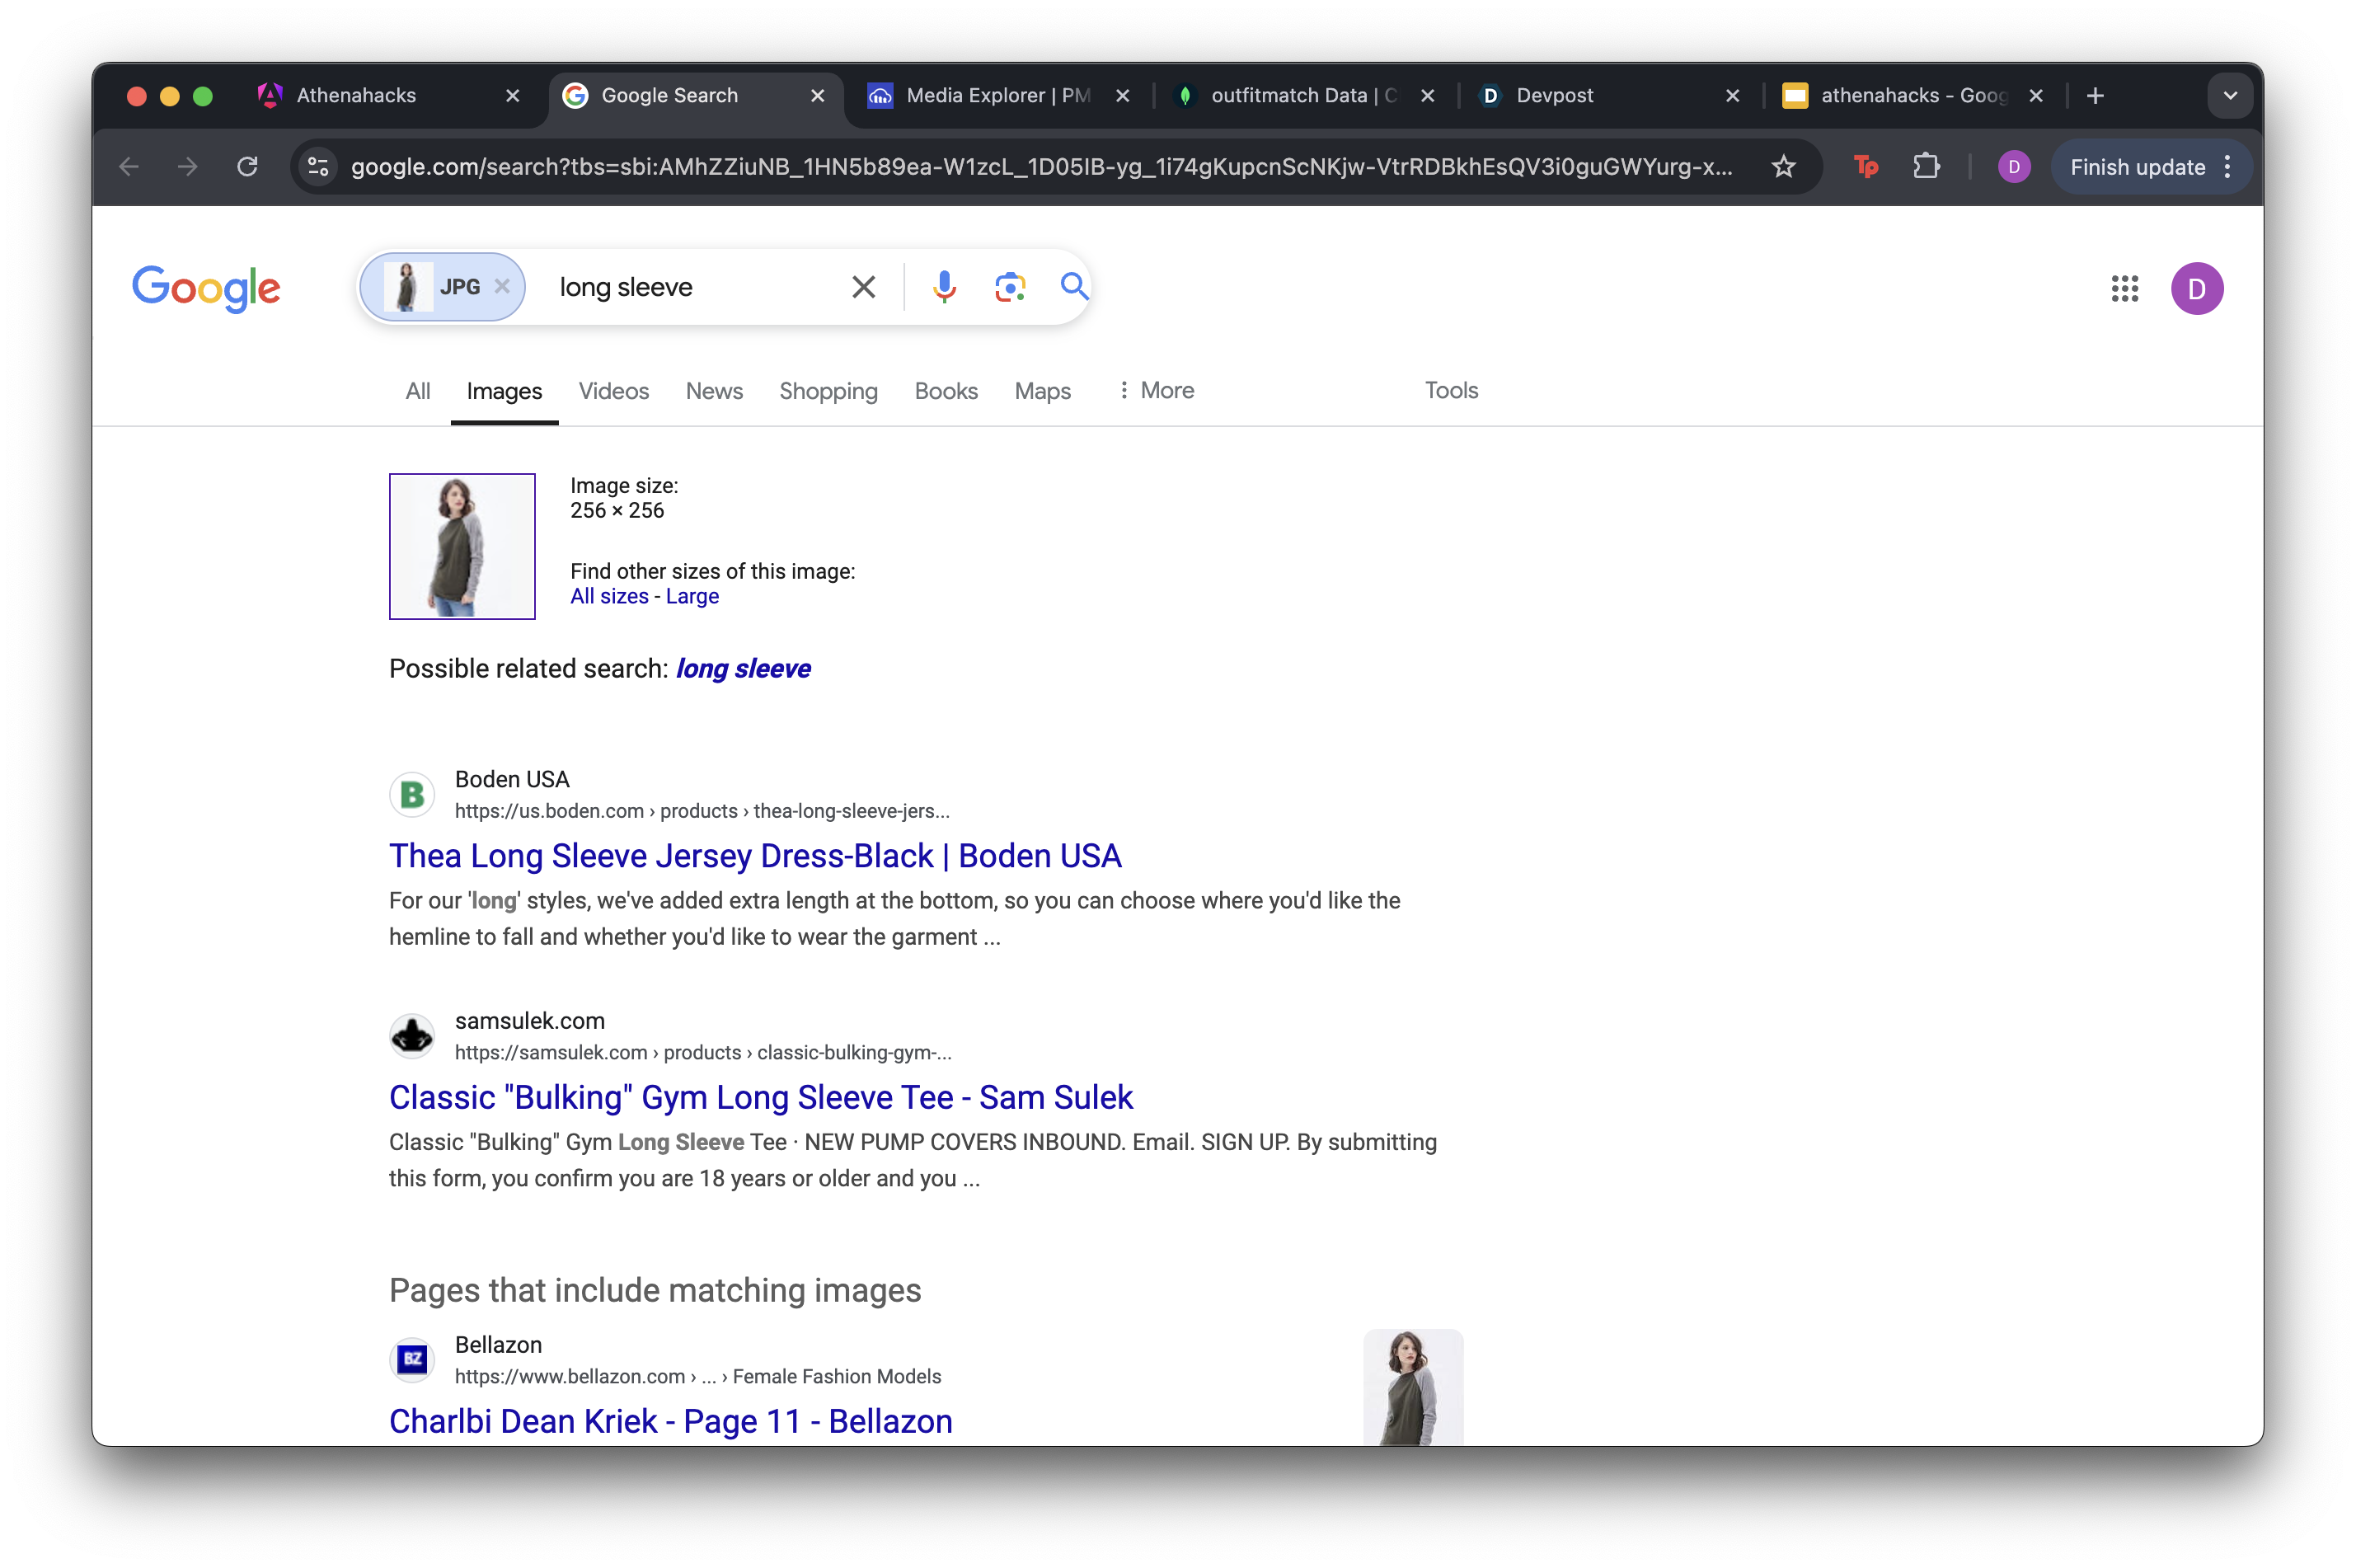 Athenahacks
Google Search
Media Explorer | PM
outfitmatch Data | C
Devpost
athenahacks - Goog
google.com/search?tbs=sbi:AMhZZiuNB_1HN5b89ea-W1zcL_1D05IB-yg_1i74gKupcnScNKjw-VtrRDBkhEsQV3i0guGWYurg-x...
Tp
D
Finish update
Google
JPG
long sleeve
D
All
Images
Videos
News
Shopping
Books
Maps
More
Tools
Image size:
256 × 256
Find other sizes of this image:
All sizes - Large
Possible related search: long sleeve
B
Boden USA
https://us.boden.com › products › thea-long-sleeve-jers...
Thea Long Sleeve Jersey Dress-Black | Boden USA
For our 'long' styles, we've added extra length at the bottom, so you can choose where you'd like the
hemline to fall and whether you'd like to wear the garment ...
samsulek.com
https://samsulek.com › products › classic-bulking-gym-...
Classic "Bulking" Gym Long Sleeve Tee - Sam Sulek
Classic "Bulking" Gym Long Sleeve Tee · NEW PUMP COVERS INBOUND. Email. SIGN UP. By submitting
this form, you confirm you are 18 years or older and you ...
Pages that include matching images
BZ
Bellazon
https://www.bellazon.com › ... › Female Fashion Models
Charlbi Dean Kriek - Page 11 - Bellazon